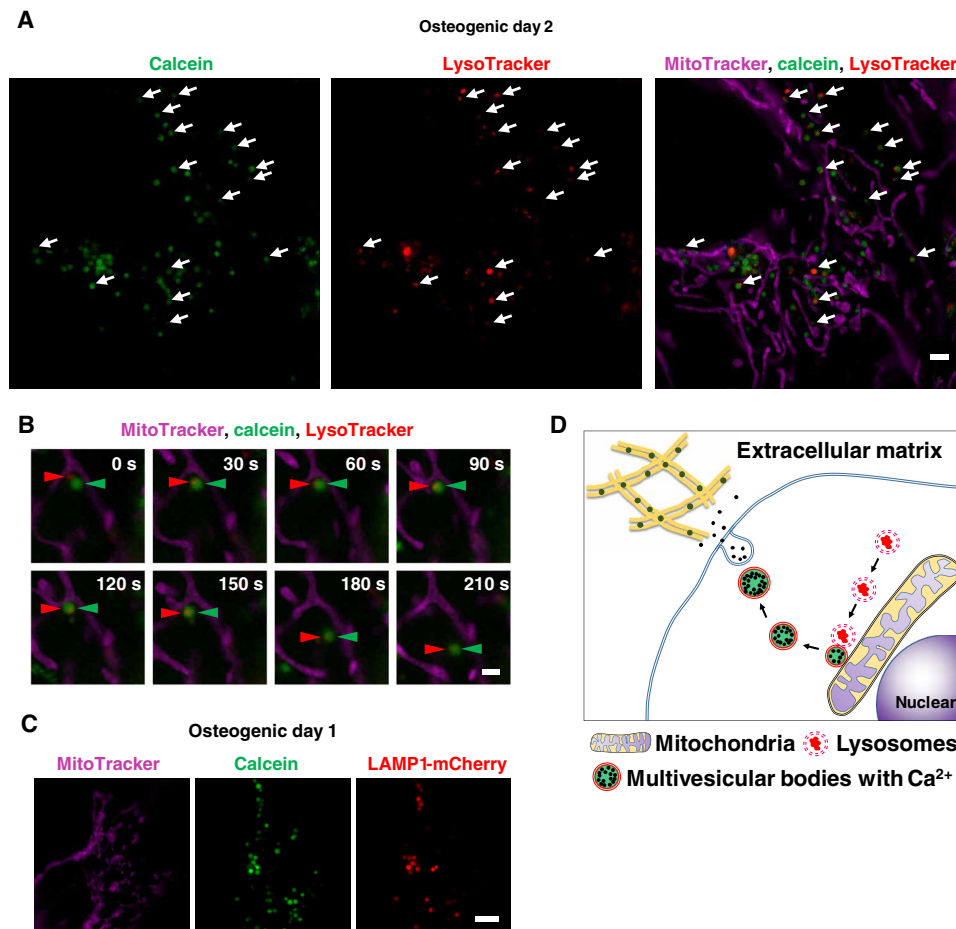 A
Osteogenic day 2
Calcein
LysoTracker
MitoTracker, calcein, LysoTracker
B
MitoTracker, calcein, LysoTracker
0 s
30 s
60 s
90 s
120 s
150 s
180 s
210 s
C
Osteogenic day 1
MitoTracker
Calcein
LAMP1-mCherry
D
Extracellular matrix
Nuclear
Mitochondria
Lysosomes
Multivesicular bodies with Ca²⁺